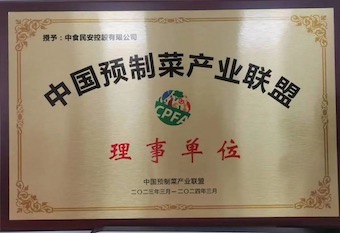 授予：中食民安控股有限公司
中国预制菜产业联盟
CPFA
理事单位
中国预制菜产业联盟
二〇二三年三月－二〇二四年三月